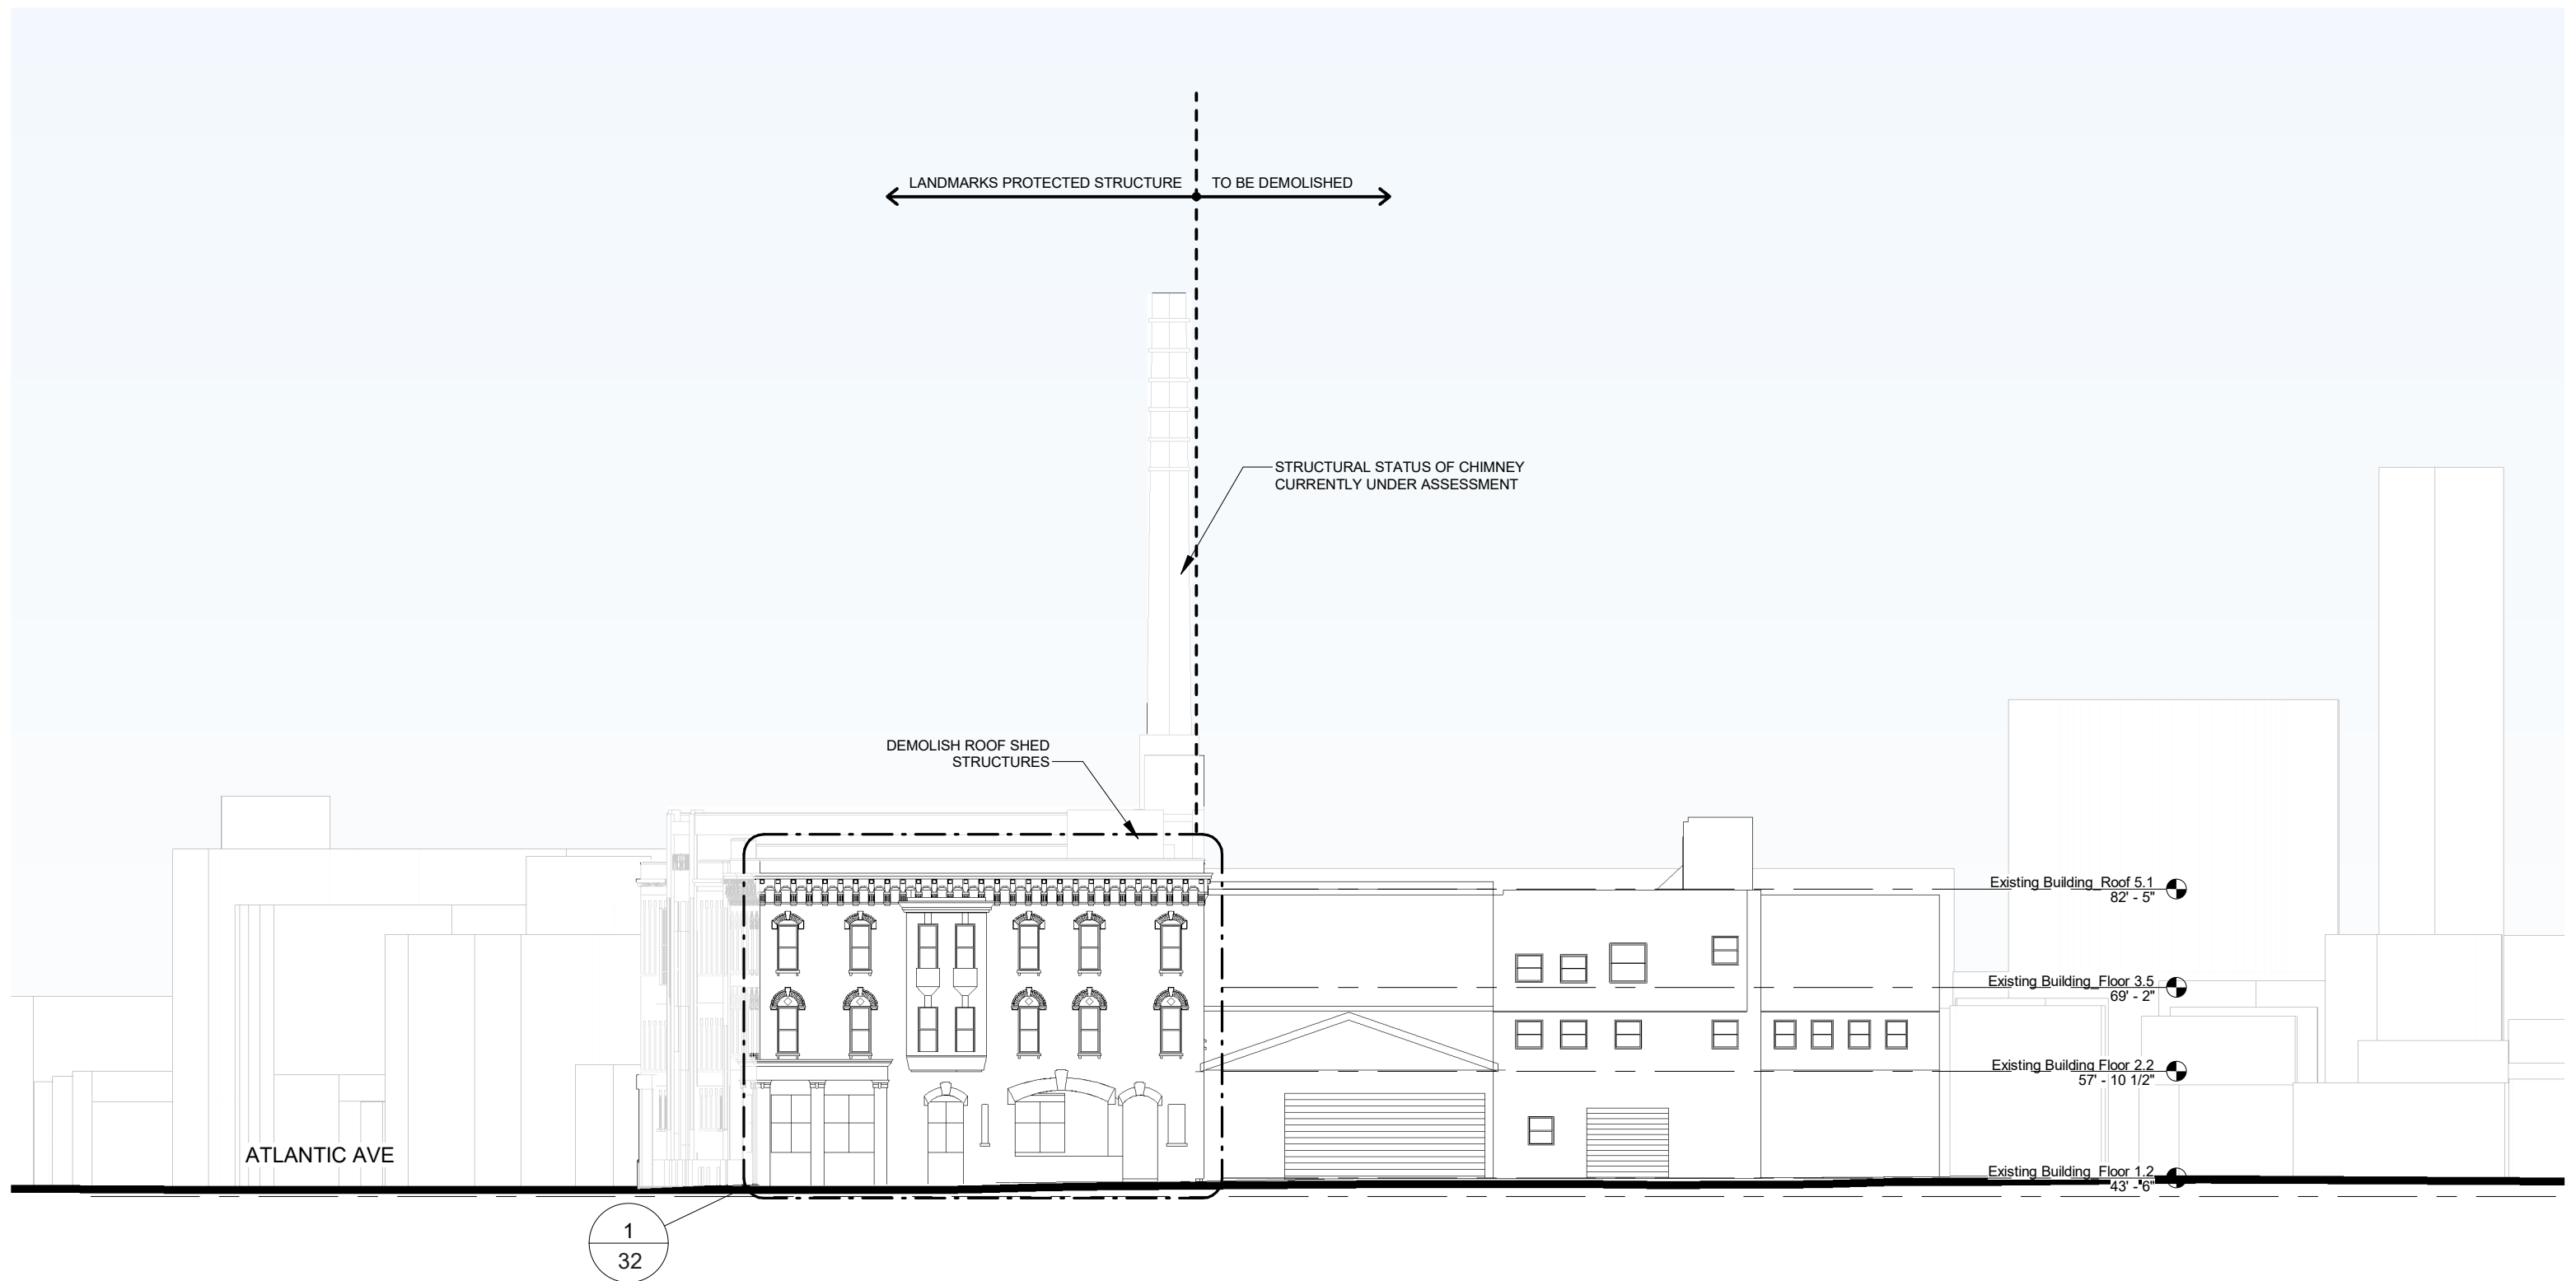 LANDMARKS PROTECTED STRUCTURE
TO BE DEMOLISHED
STRUCTURAL STATUS OF CHIMNEY
CURRENTLY UNDER ASSESSMENT
DEMOLISH ROOF SHED
STRUCTURES
Existing Building_Roof 5.1
82' - 5"
Existing Building_Floor 3.5
69' - 2"
Existing Building Floor 2.2
57' - 10 1/2"
ATLANTIC AVE
Existing Building_Floor 1.2
43' - 6"
1
32